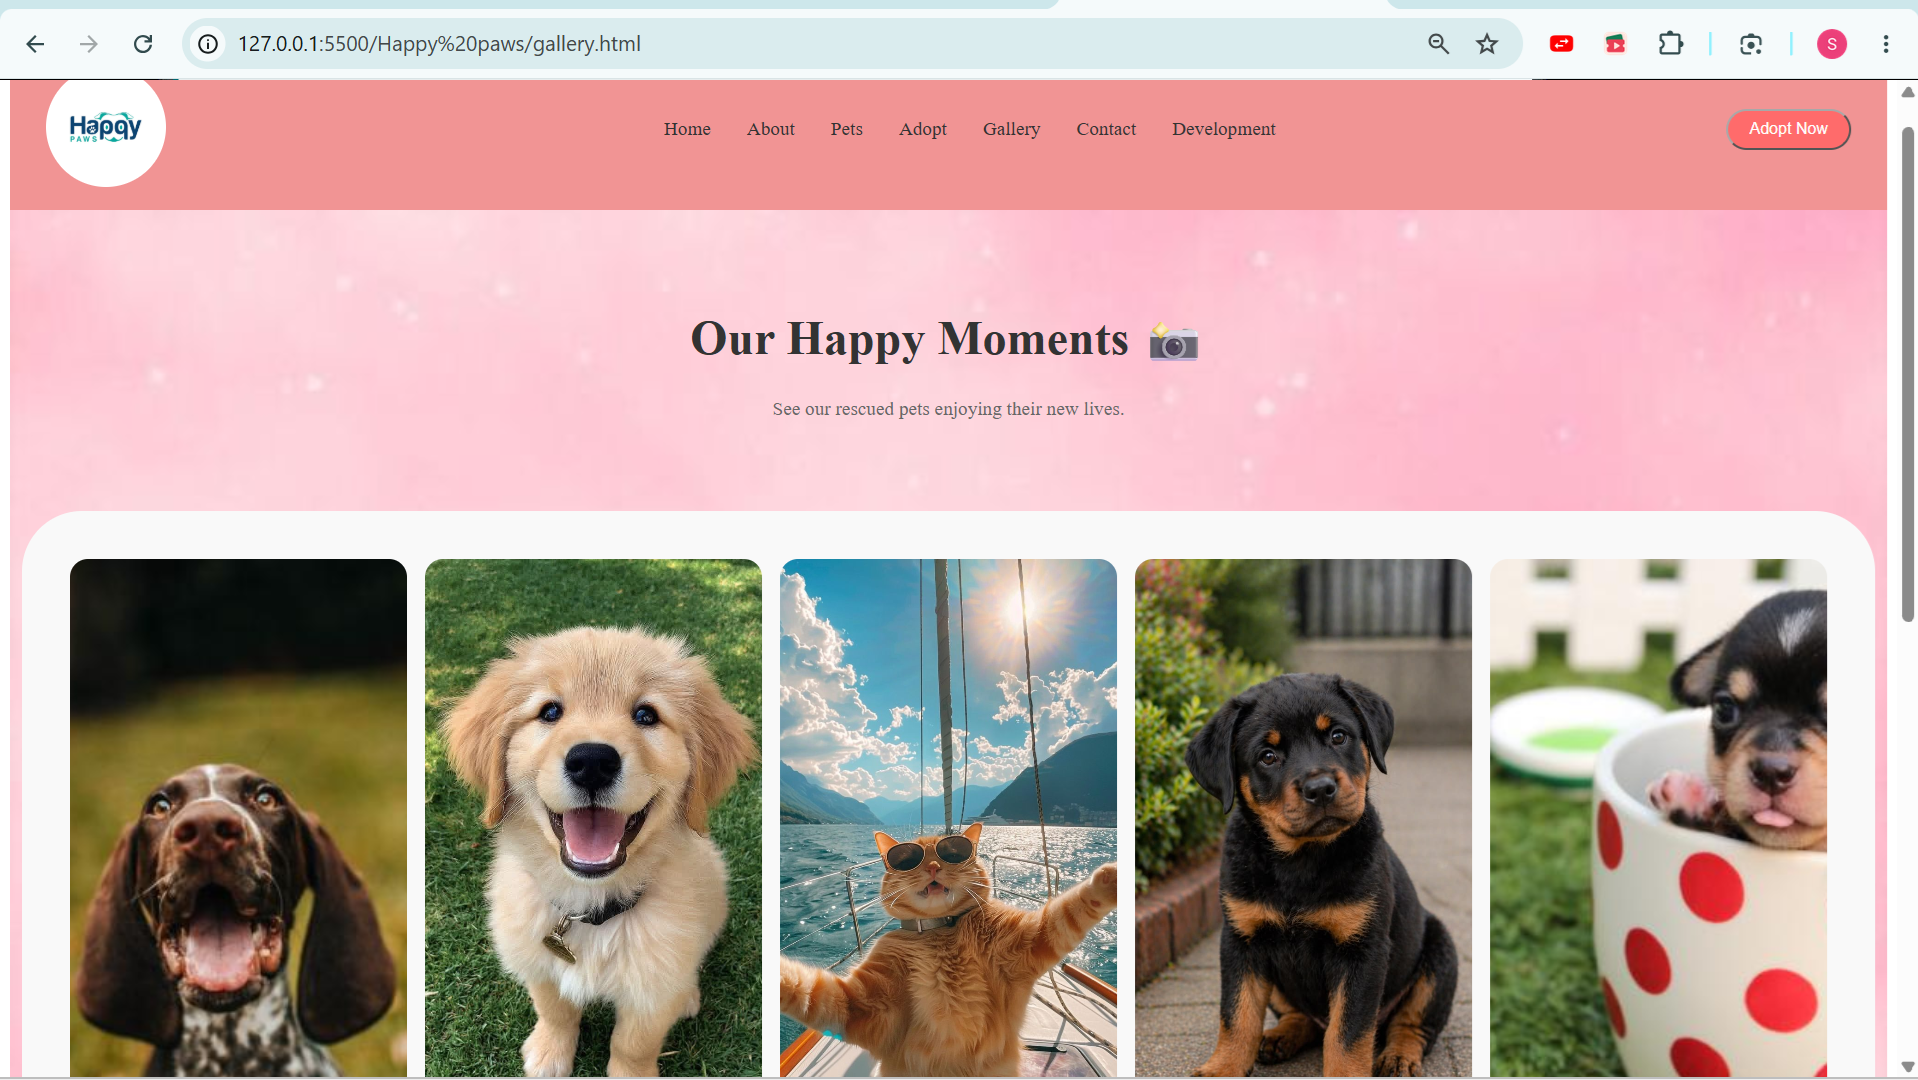 127.0.0.1:5500/Happy%20paws/gallery.html
S
Happy
PAWS
Home About Pets Adopt Gallery Contact Development
Adopt Now
Our Happy Moments 📸
See our rescued pets enjoying their new lives.